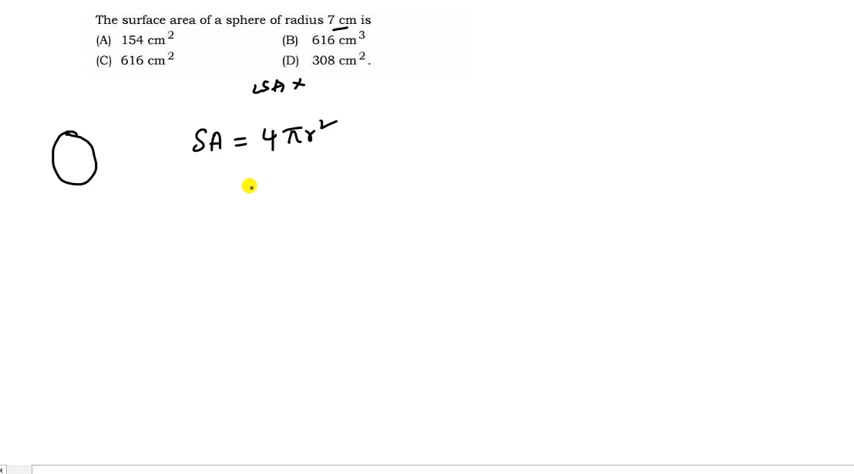 The surface area of a sphere of radius 7 cm is
(A) 154 cm² (B) 616 cm³
(C) 616 cm² (D) 308 cm².
LSA ×
SA = 4πr²